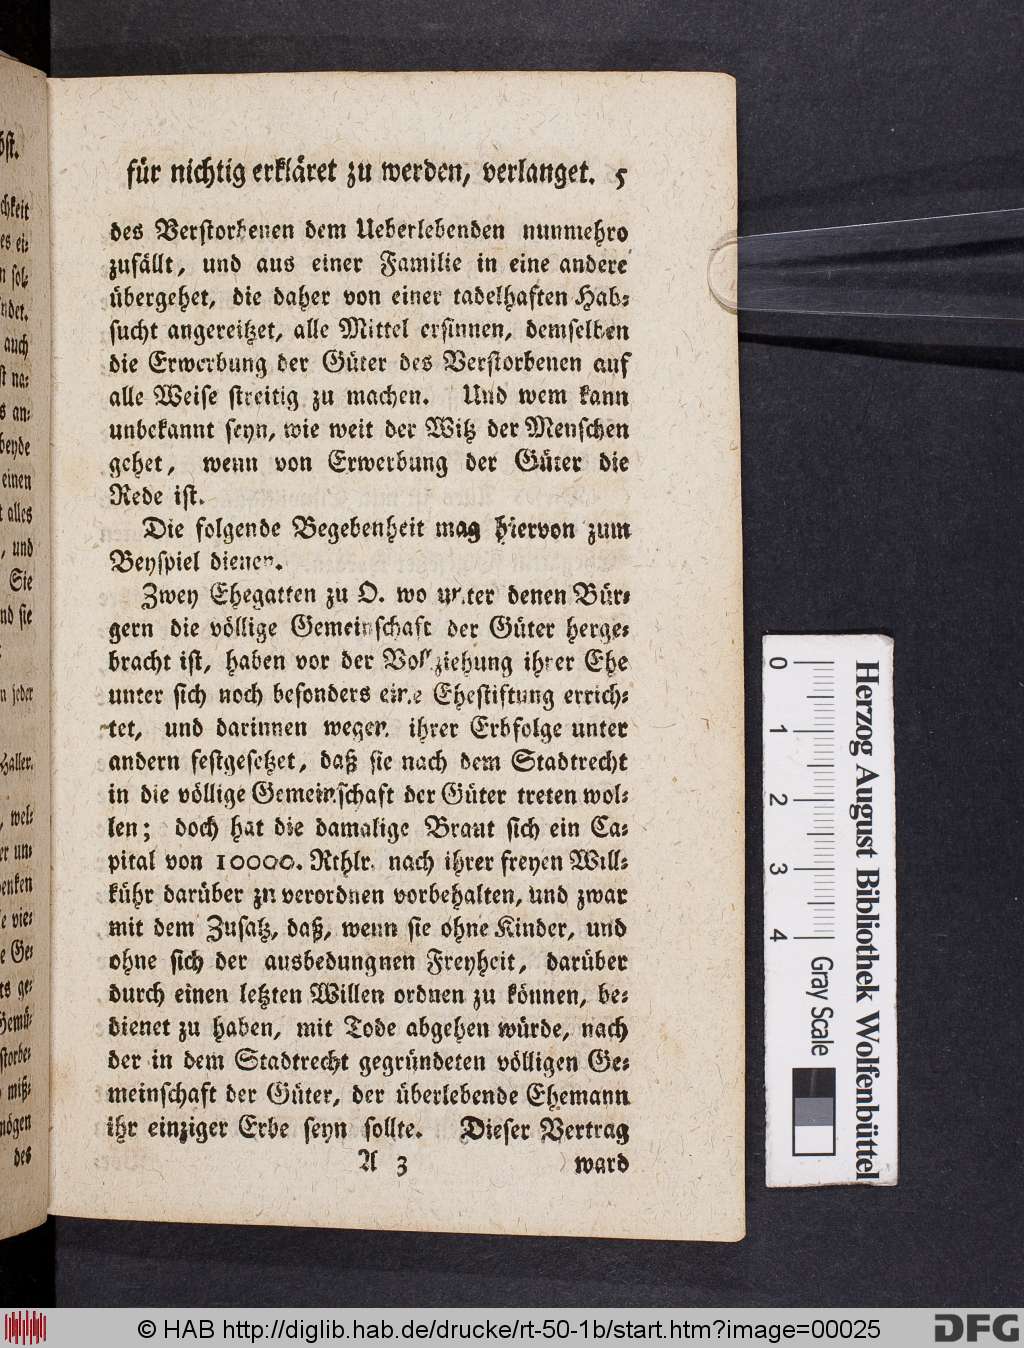 für nichtig erkläret zu werden, verlanget. 5
des Verstorbenen dem Ueberlebenden nunmehro
zufällt, und aus einer Familie in eine andere
übergehet, die daher von einer tadelhaften Hab-
sucht angereitzet, alle Mittel ersinnen, demselben
die Erwerbung der Güter des Verstorbenen auf
alle Weise streitig zu machen. Und wem kann
unbekannt seyn, wie weit der Witz der Menschen
gehet, wenn von Erwerbung der Güter die
Rede ist.
Die folgende Begebenheit mag hiervon zum
Beyspiel dienen.
Zwey Ehegatten zu O. wo unter denen Bür-
gern die völlige Gemeinschaft der Güter herge-
bracht ist, haben vor der Vollziehung ihrer Ehe
unter sich noch besonders eine Ehestiftung errich-
tet, und darinnen wegen ihrer Erbfolge unter
andern festgesetzet, daß sie nach dem Stadtrecht
in die völlige Gemeinschaft der Güter treten wol-
len; doch hat die damalige Braut sich ein Ca-
pital von 10000. Rthlr. nach ihrer freyen Will-
kühr darüber zu verordnen vorbehalten, und zwar
mit dem Zusatz, daß, wenn sie ohne Kinder, und
ohne sich der ausbedungnen Freyheit, darüber
durch einen letzten Willen ordnen zu können, be-
dienet zu haben, mit Tode abgehen würde, nach
der in dem Stadtrecht gegründeten völligen Ge-
meinschaft der Güter, der überlebende Ehemann
ihr einziger Erbe seyn sollte. Dieser Vertrag
A 3 ward
0 1 2 3 4 Gray Scale
Herzog August Bibliothek Wolfenbüttel
© HAB http://diglib.hab.de/drucke/rt-50-1b/start.htm?image=00025
DFG